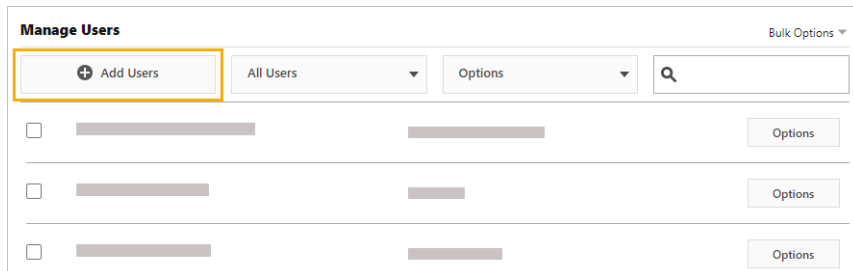 Manage Users
Bulk Options
Add Users All Users Options
Options
Options
Options